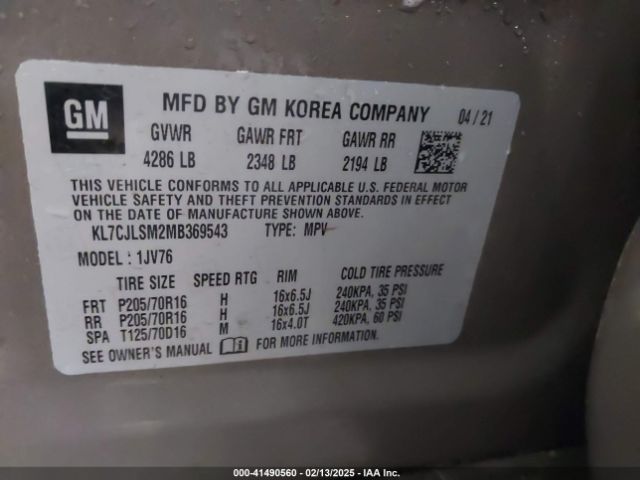 GM
MFD BY GM KOREA COMPANY 04/21
GVWR GAWR FRT GAWR RR
4286 LB 2348 LB 2194 LB
THIS VEHICLE CONFORMS TO ALL APPLICABLE U.S. FEDERAL MOTOR
VEHICLE SAFETY AND THEFT PREVENTION STANDARDS IN EFFECT
ON THE DATE OF MANUFACTURE SHOWN ABOVE.
KL7CJLSM2MB369543 TYPE: MPV
MODEL : 1JV76
TIRE SIZE SPEED RTG RIM COLD TIRE PRESSURE
FRT P205/70R16 H 16x6.5J 240KPA, 35 PSI
RR P205/70R16 H 16x6.5J 240KPA, 35 PSI
SPA T125/70D16 M 16x4.0T 420KPA, 60 PSI
SEE OWNER'S MANUAL FOR MORE INFORMATION.
000-41490560 - 02/13/2025 - IAA Inc.